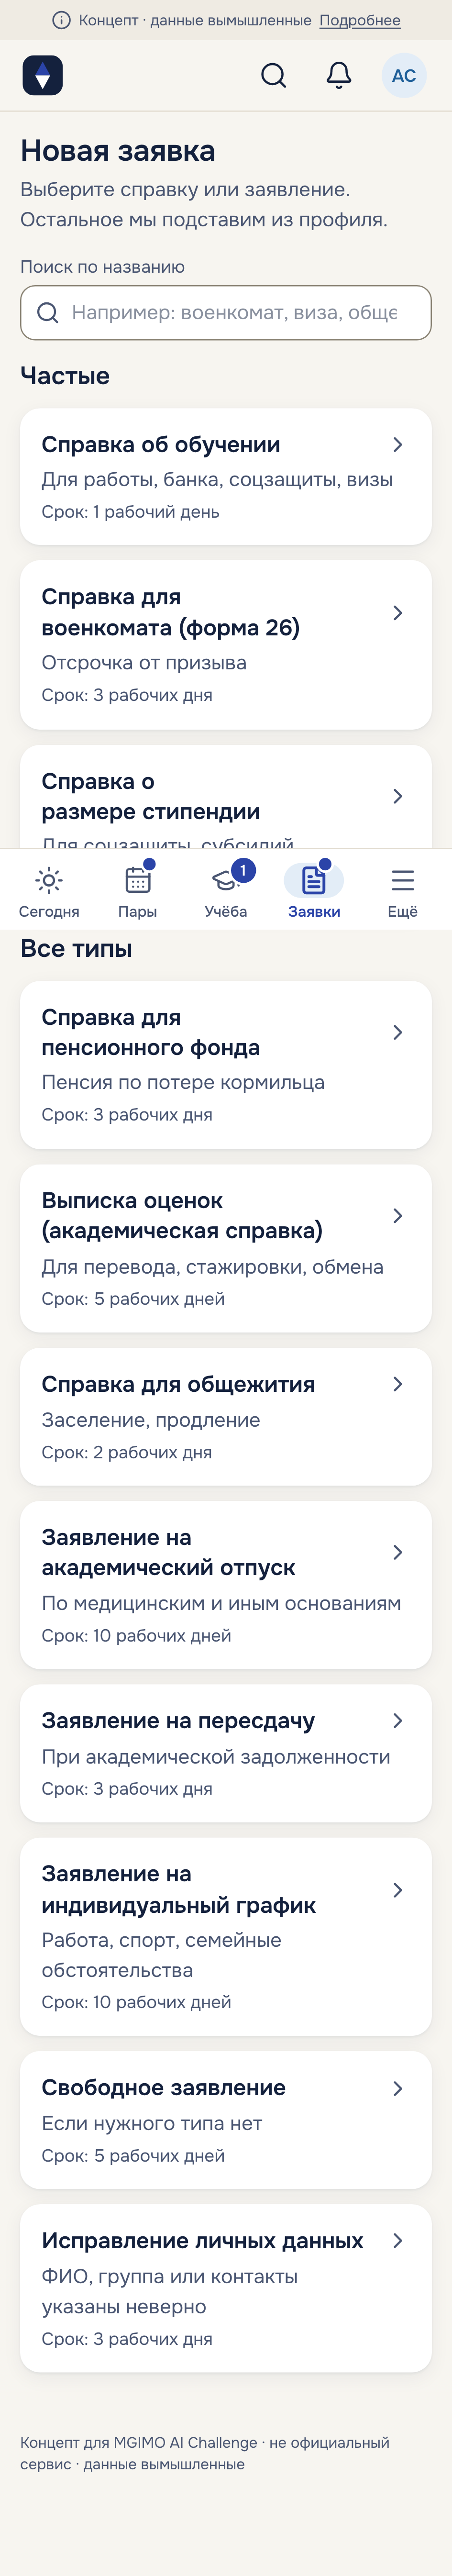 Концепт · данные вымышленные Подробнее
АС
Новая заявка
Выберите справку или заявление.
Остальное мы подставим из профиля.
Поиск по названию
Например: военкомат, виза, обще
Частые
Справка об обучении
Для работы, банка, соцзащиты, визы
Срок: 1 рабочий день
Справка для
военкомата (форма 26)
Отсрочка от призыва
Срок: 3 рабочих дня
Справка о
размере стипендии
Для соцзащиты, субсидий
1
Сегодня Пары Учёба Заявки Ещё
Все типы
Справка для
пенсионного фонда
Пенсия по потере кормильца
Срок: 3 рабочих дня
Выписка оценок
(академическая справка)
Для перевода, стажировки, обмена
Срок: 5 рабочих дней
Справка для общежития
Заселение, продление
Срок: 2 рабочих дня
Заявление на
академический отпуск
По медицинским и иным основаниям
Срок: 10 рабочих дней
Заявление на пересдачу
При академической задолженности
Срок: 3 рабочих дня
Заявление на
индивидуальный график
Работа, спорт, семейные
обстоятельства
Срок: 10 рабочих дней
Свободное заявление
Если нужного типа нет
Срок: 5 рабочих дней
Исправление личных данных
ФИО, группа или контакты
указаны неверно
Срок: 3 рабочих дня
Концепт для MGIMO AI Challenge · не официальный
сервис · данные вымышленные